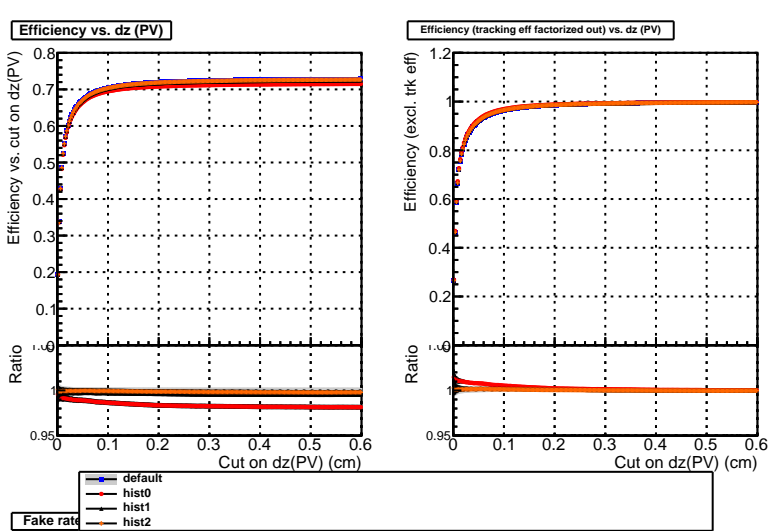 Efficiency vs. dz (PV)
Efficiency vs. cut on dz(PV)
0.8
0.7
0.6
0.5
0.4
0.3
0.2
0.1
0
Ratio
1
0.95
0 0.1 0.2 0.3 0.4 0.5 0.6
Cut on dz(PV) (cm)
Efficiency (tracking eff factorized out) vs. dz (PV)
Efficiency (excl. trk eff)
1.2
1
0.8
0.6
0.4
0.2
0
Ratio
1
0.95
0 0.1 0.2 0.3 0.4 0.5 0.6
Cut on dz(PV) (cm)
default
hist0
hist1
hist2
Fake rate